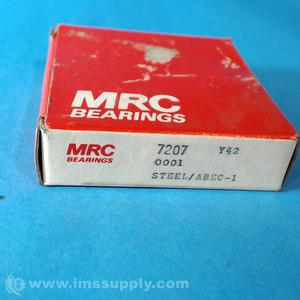 MRC
BEARINGS
MRC
BEARINGS
7207 Y42
0001
STEEL/ABEC-1
© www.imssupply.com